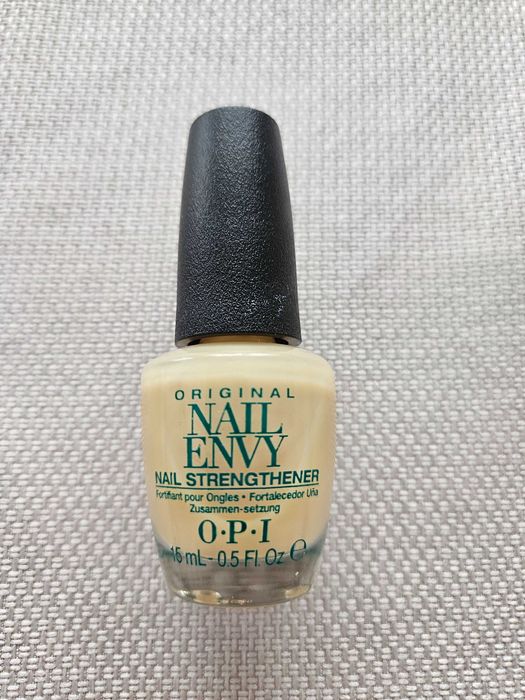 ORIGINAL
NAIL
ENVY
NAIL STRENGTHENER
Fortifiant pour Ongles • Fortalecedor Uña
Zusammen-setzung
O·P·I
15 mL - 0.5 Fl. Oz ℮